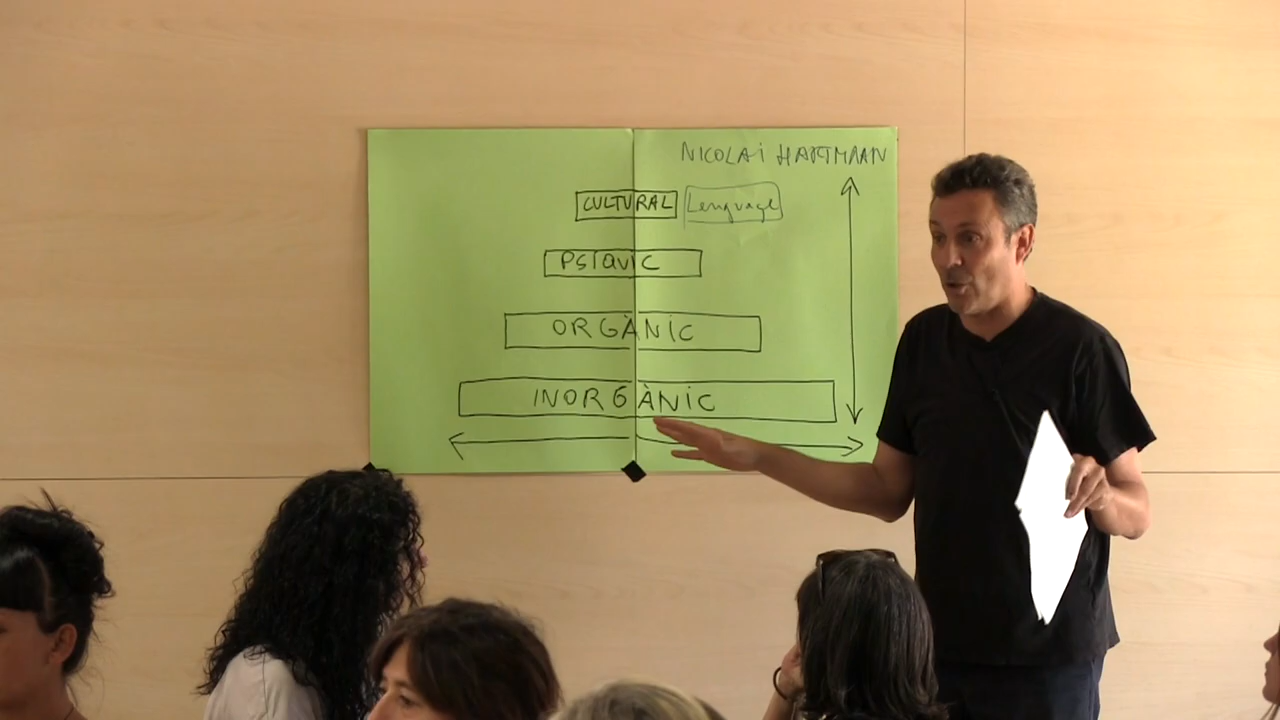 NICOLAi HARTMANN
CULTURAL Lenguage
PSIQUIC
ORGÀNIC
INORGÀNIC